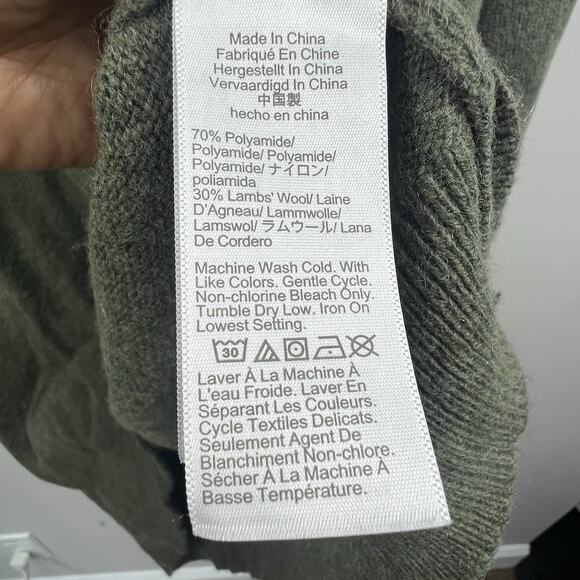 Made In China
Fabriqué En Chine
Hergestellt In China
Vervaardigd In China
中国製
hecho en china
70% Polyamide/
Polyamide/ Polyamide/
Polyamide/ ナイロン/
poliamida
30% Lambs' Wool/ Laine
D'Agneau/ Lammwolle/
Lamswol/ ラムウール/ Lana
De Cordero
Machine Wash Cold. With
Like Colors. Gentle Cycle.
Non-chlorine Bleach Only.
Tumble Dry Low. Iron On
Lowest Setting.
30
Laver À La Machine À
L'eau Froide. Laver En
Séparant Les Couleurs.
Cycle Textiles Delicats.
Seulement Agent De
Blanchiment Non-chlore.
Sécher À La Machine À
Basse Température.